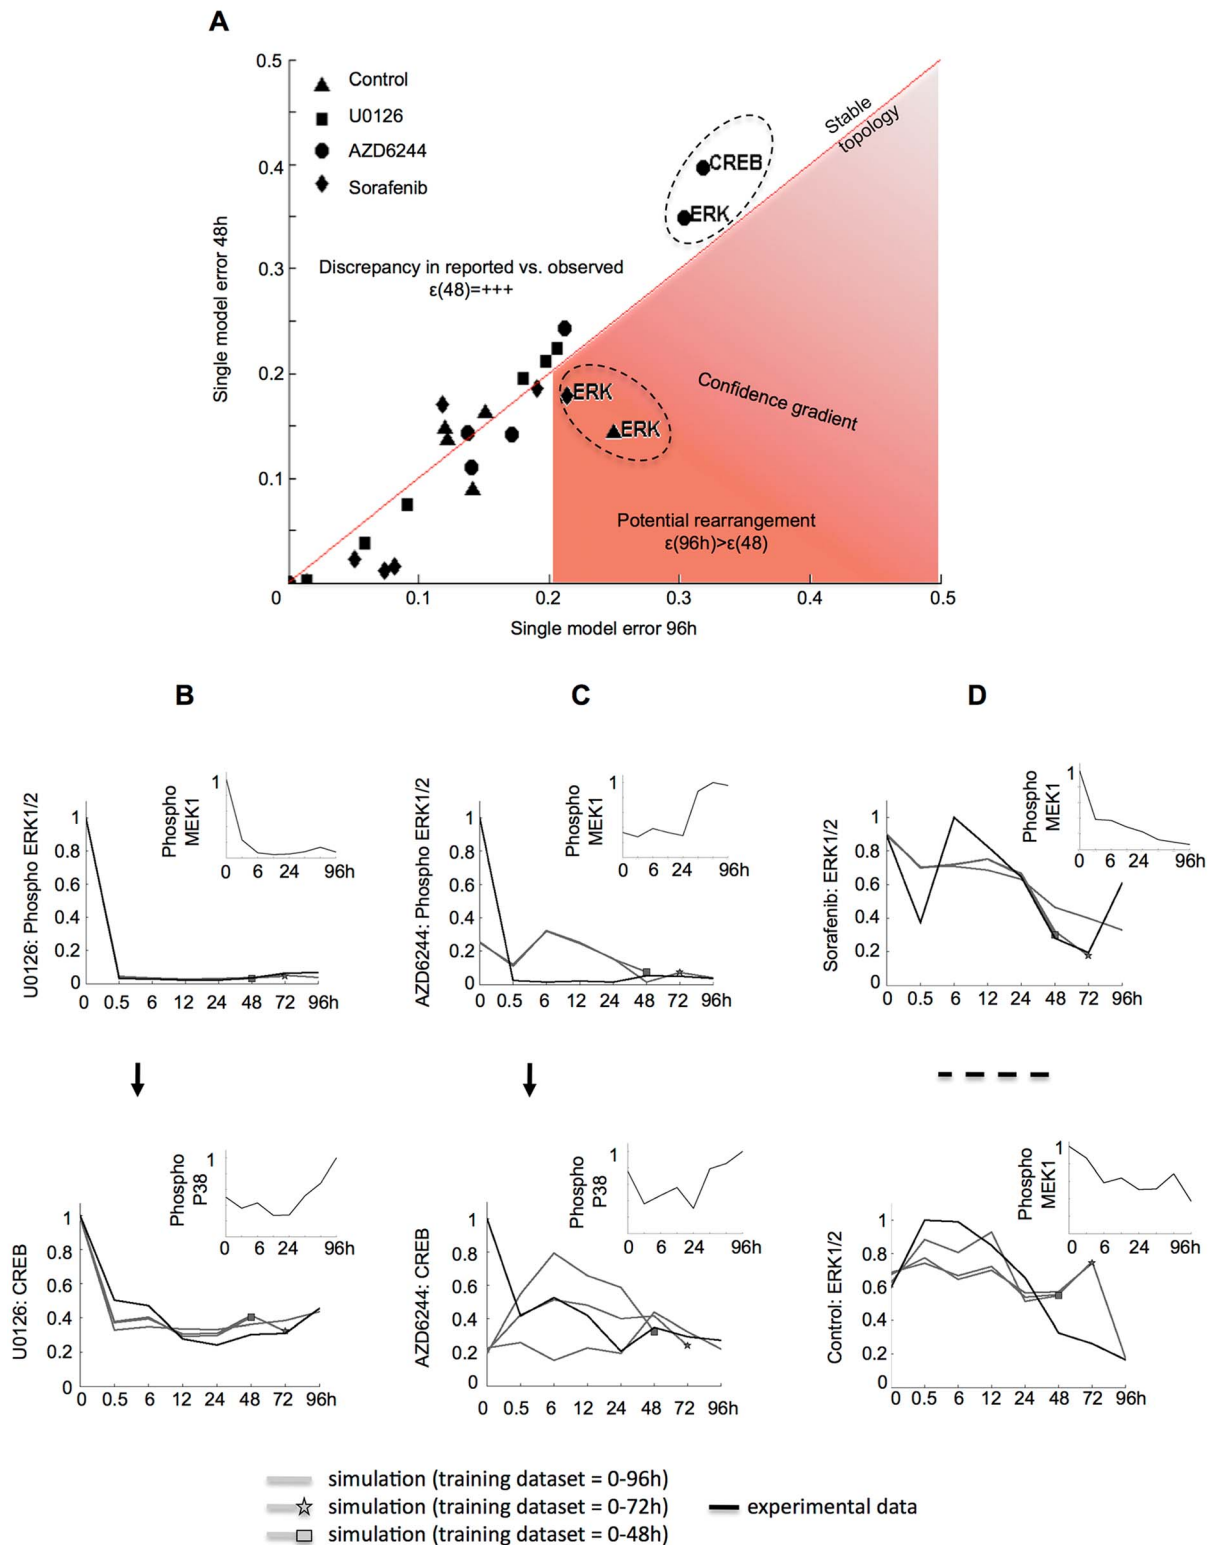 A
0.5
Control
U0126
AZD6244
Sorafenib
Stable
topology
0.4
CREB
ERK
0.3
Discrepancy in reported vs. observed
ε(48)=+++
Single model error 48h
0.2
ERK
ERK
Confidence gradient
0.1
Potential rearrangement
ε(96h)>ε(48)
0 0.1 0.2 0.3 0.4 0.5
Single model error 96h
B
U0126: Phospho ERK1/2
1
0.8
0.6
0.4
0.2
0
0 0.5 6 12 24 48 72 96h
Phospho
MEK1
1
0 6 24 96h
C
AZD6244: Phospho ERK1/2
1
0.8
0.6
0.4
0.2
0
0 0.5 6 12 24 48 72 96h
Phospho
MEK1
1
0 6 24 96h
D
Sorafenib: ERK1/2
1
0.8
0.6
0.4
0.2
0
0 0.5 6 12 24 48 72 96h
Phospho
MEK1
1
0 6 24 96h
U0126: CREB
1
0.8
0.6
0.4
0.2
0
0 0.5 6 12 24 48 72 96h
Phospho
P38
1
0 6 24 96h
AZD6244: CREB
1
0.8
0.6
0.4
0.2
0
0 0.5 6 12 24 48 72 96h
Phospho
P38
1
0 6 24 96h
Control: ERK1/2
1
0.8
0.6
0.4
0.2
0
0 0.5 6 12 24 48 72 96h
Phospho
MEK1
1
0 6 24 96h
simulation (training dataset = 0-96h)
simulation (training dataset = 0-72h)
simulation (training dataset = 0-48h)
experimental data